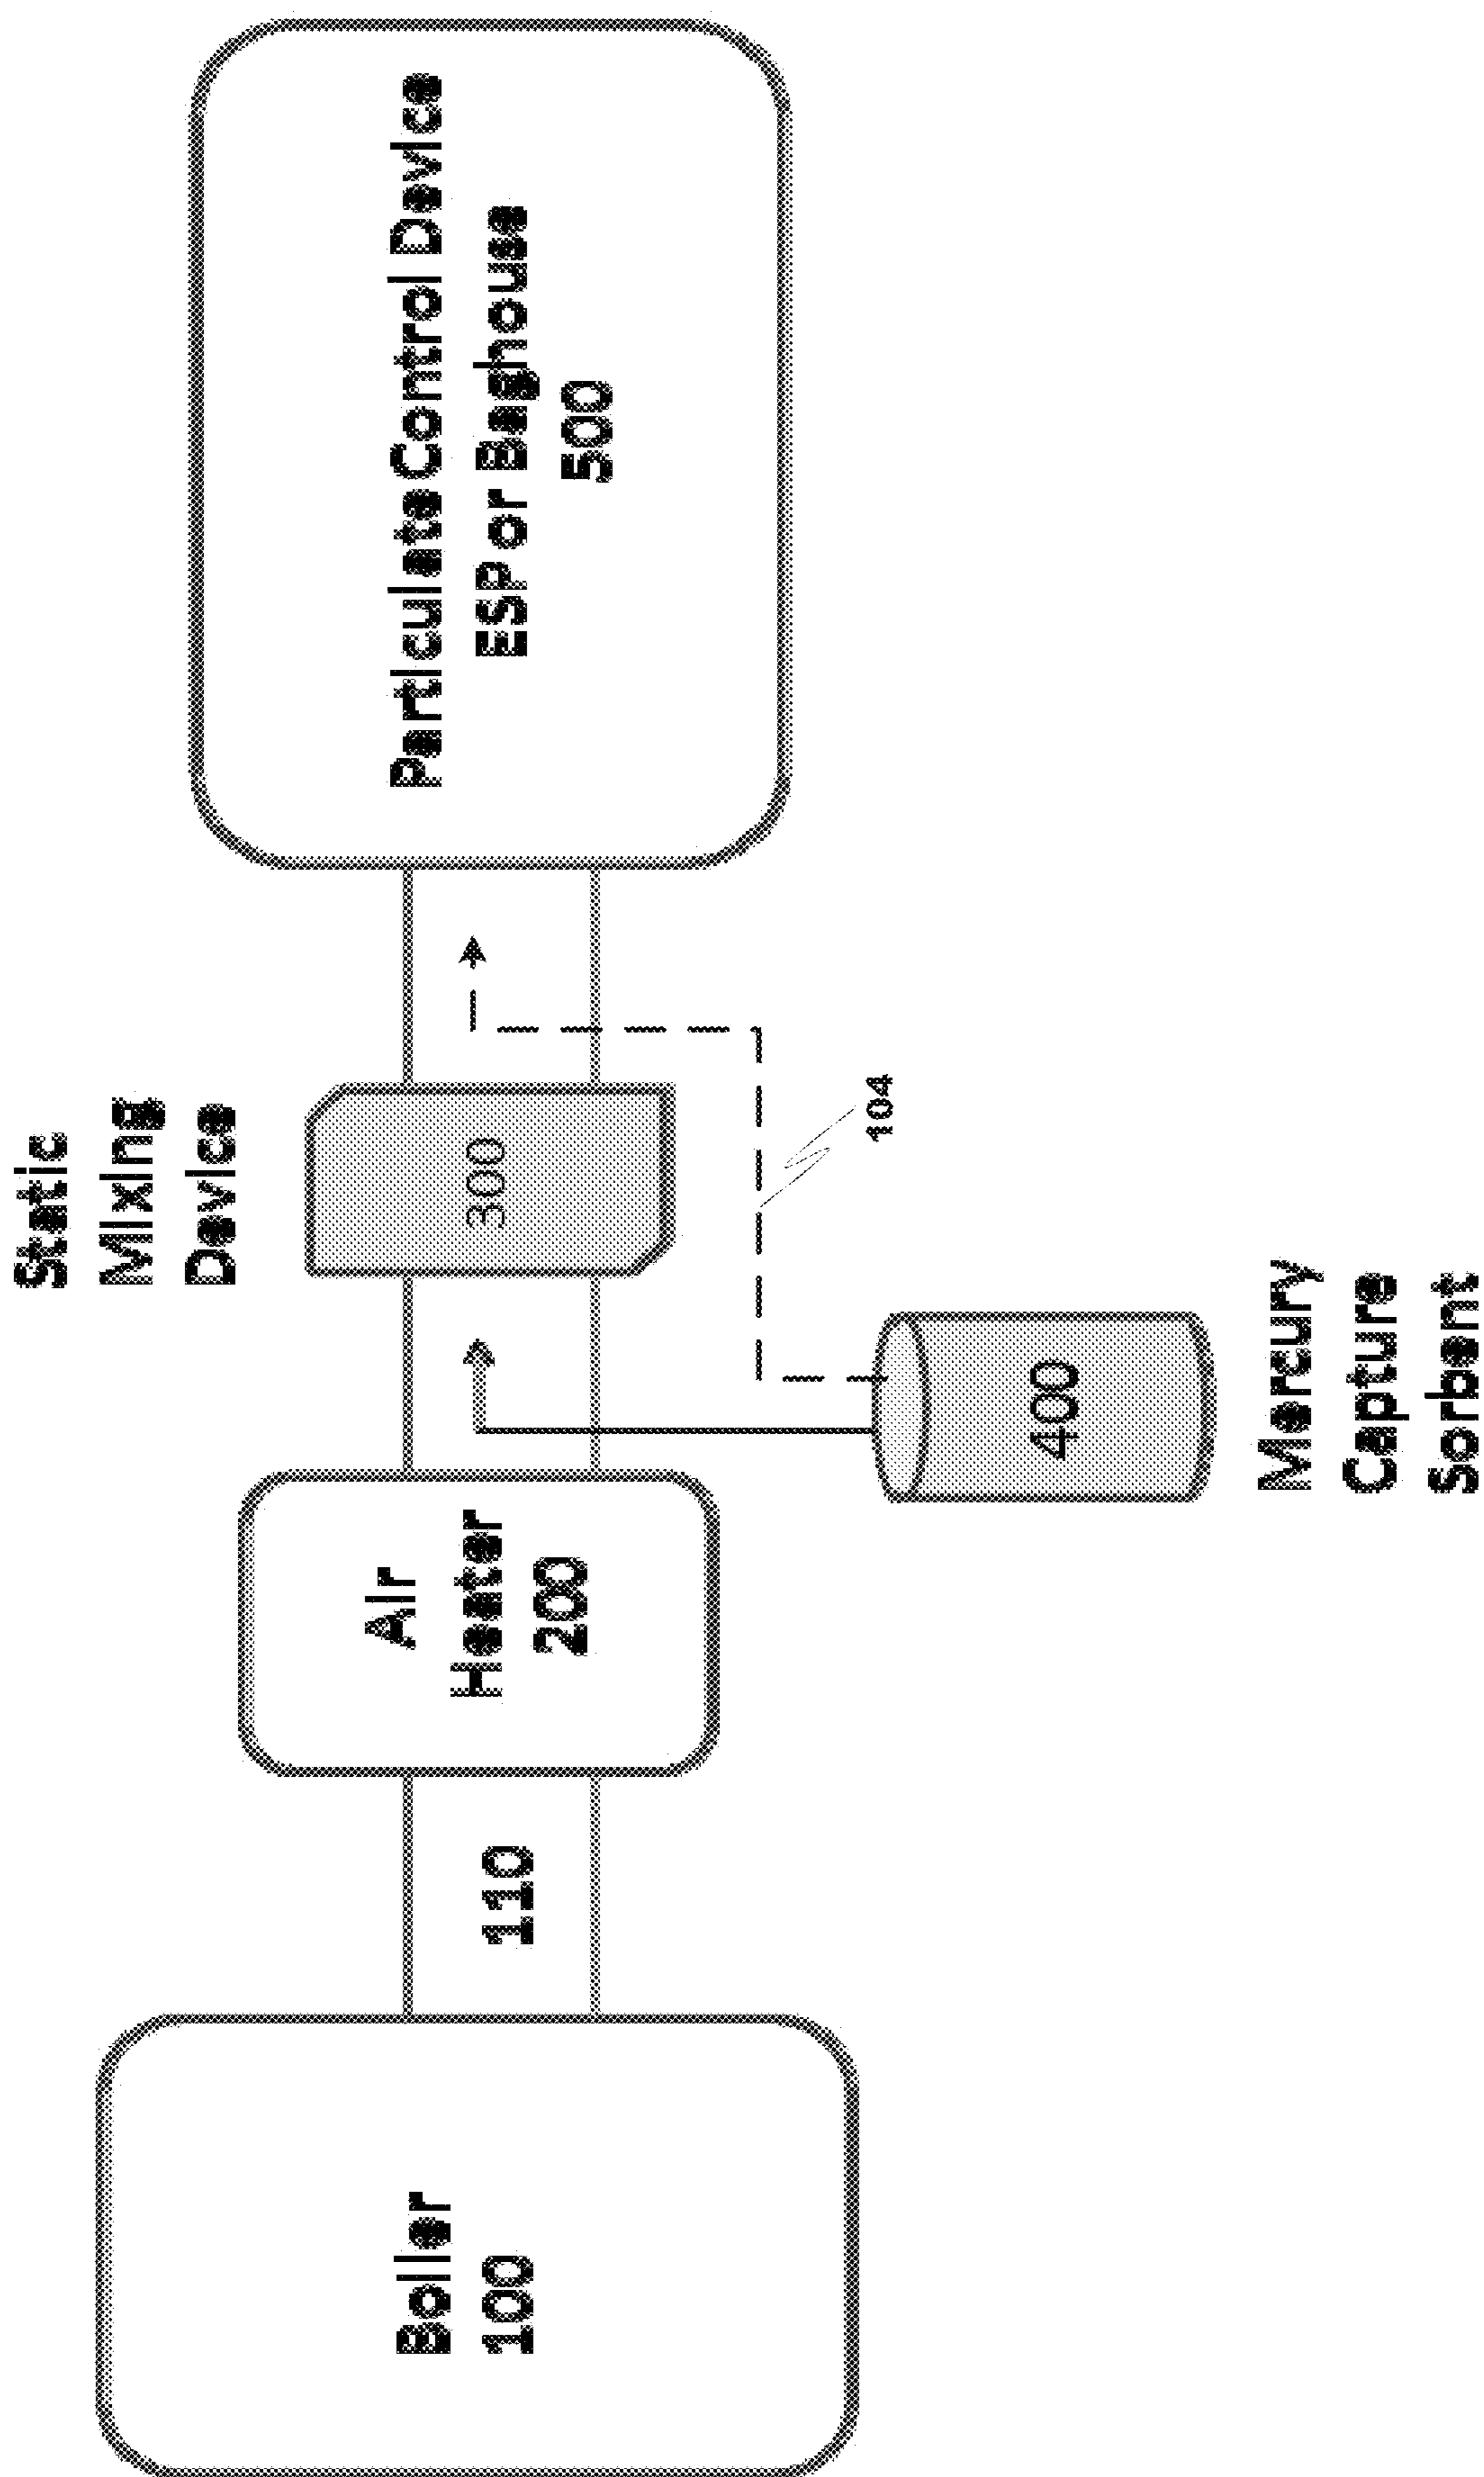 Boiler
100
110
Air
Heater
200
Static
Mixing
Device
300
Mercury
Capture
Sorbent
400
104
Particulate Control Device
ESP or Baghouse
500